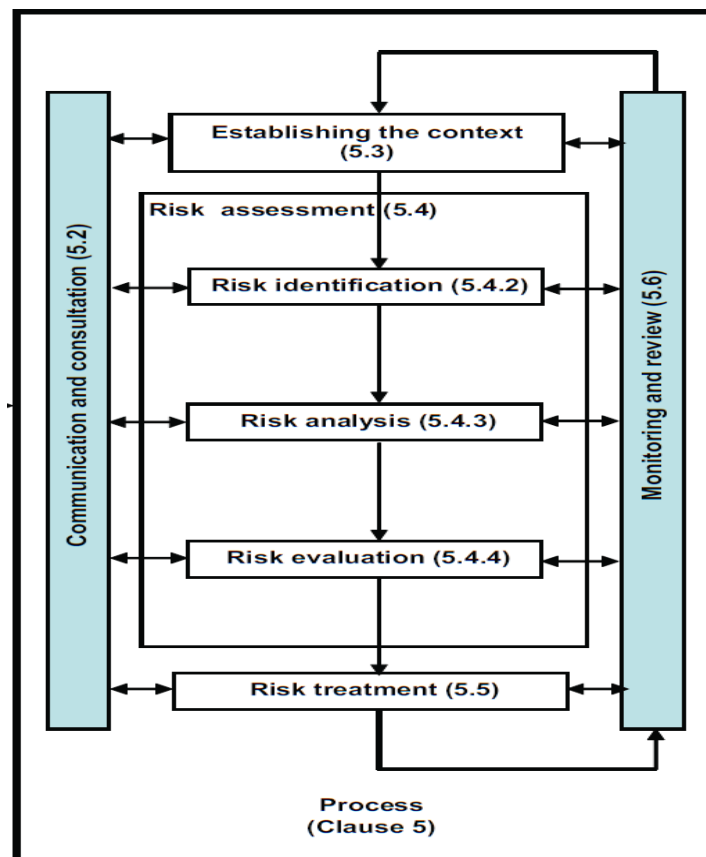 Establishing the context
(5.3)
Risk assessment (5.4)
Communication and consultation (5.2)
Risk identification (5.4.2)
Monitoring and review (5.6)
Risk analysis (5.4.3)
Risk evaluation (5.4.4)
Risk treatment (5.5)
Process
(Clause 5)